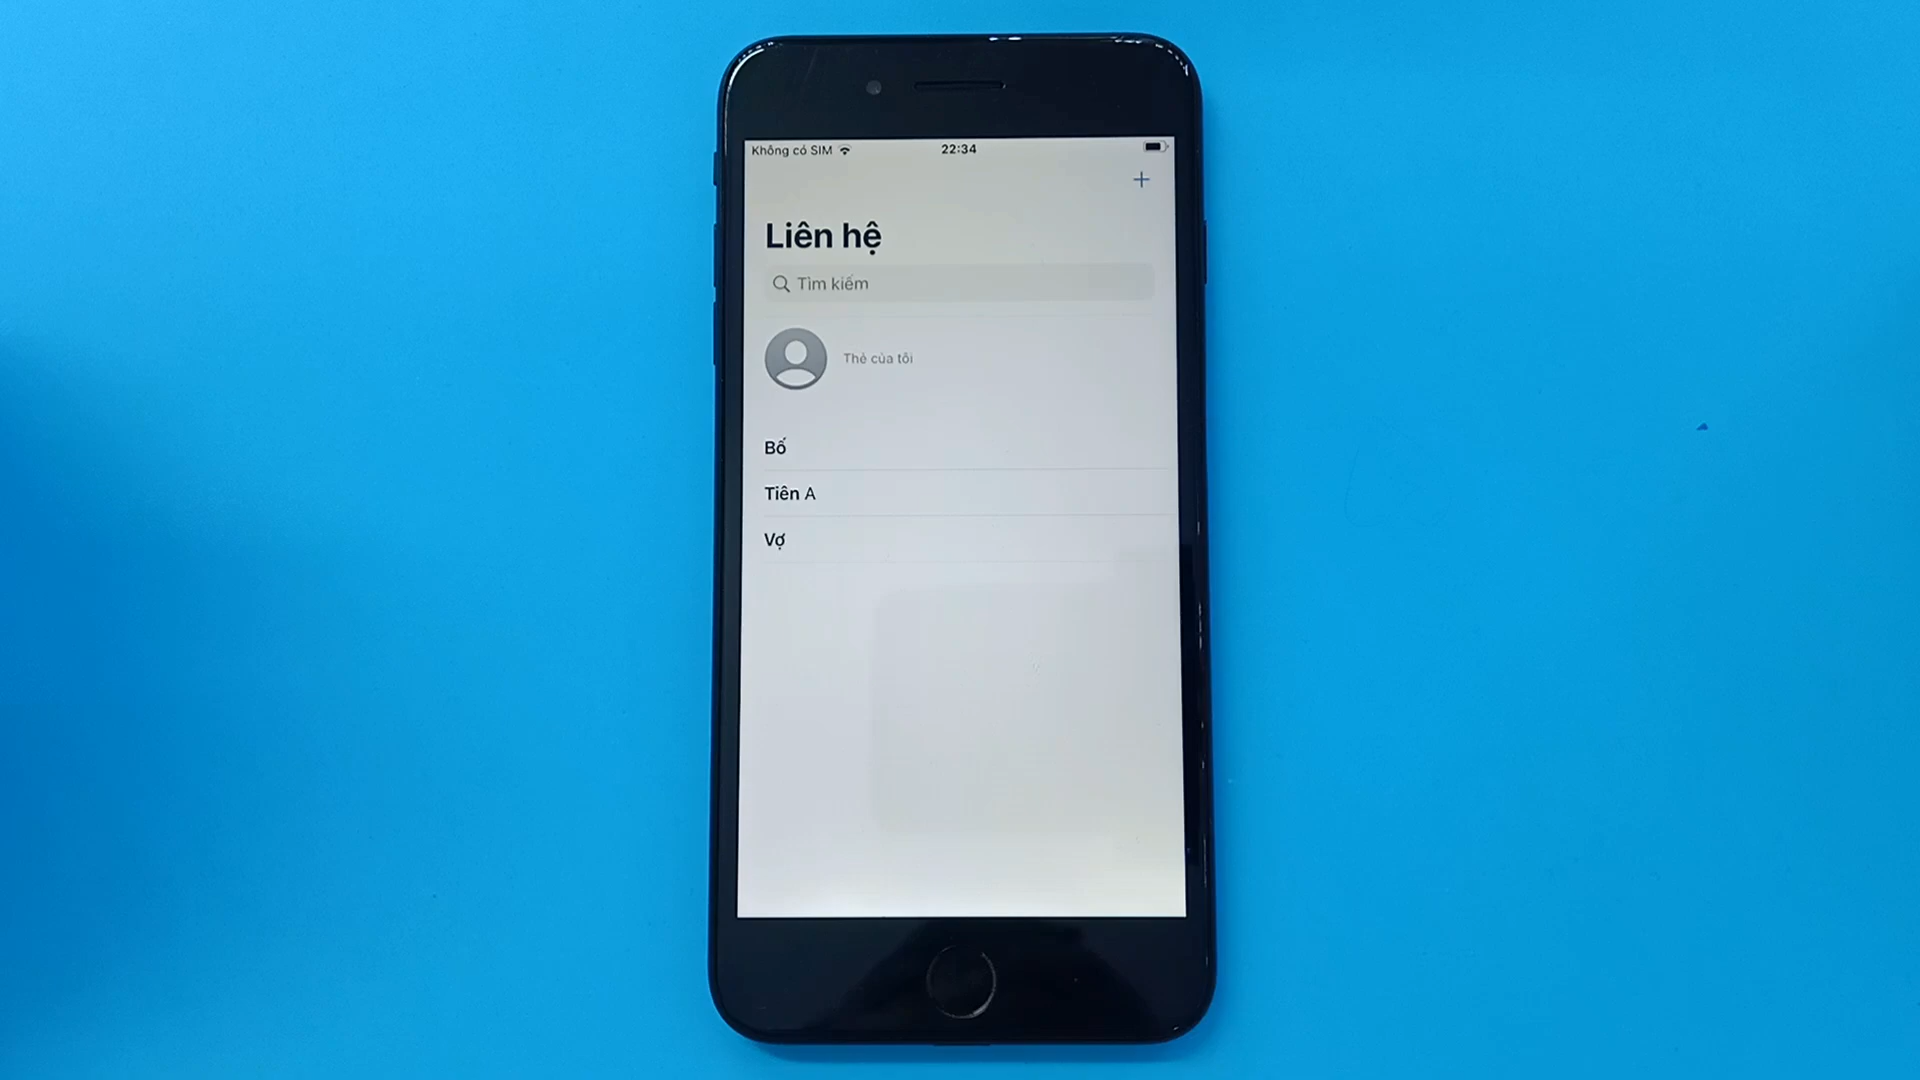 Không có SIM
22:34
Liên hệ
Tìm kiếm
Thẻ của tôi
Bố
Tiên A
Vợ